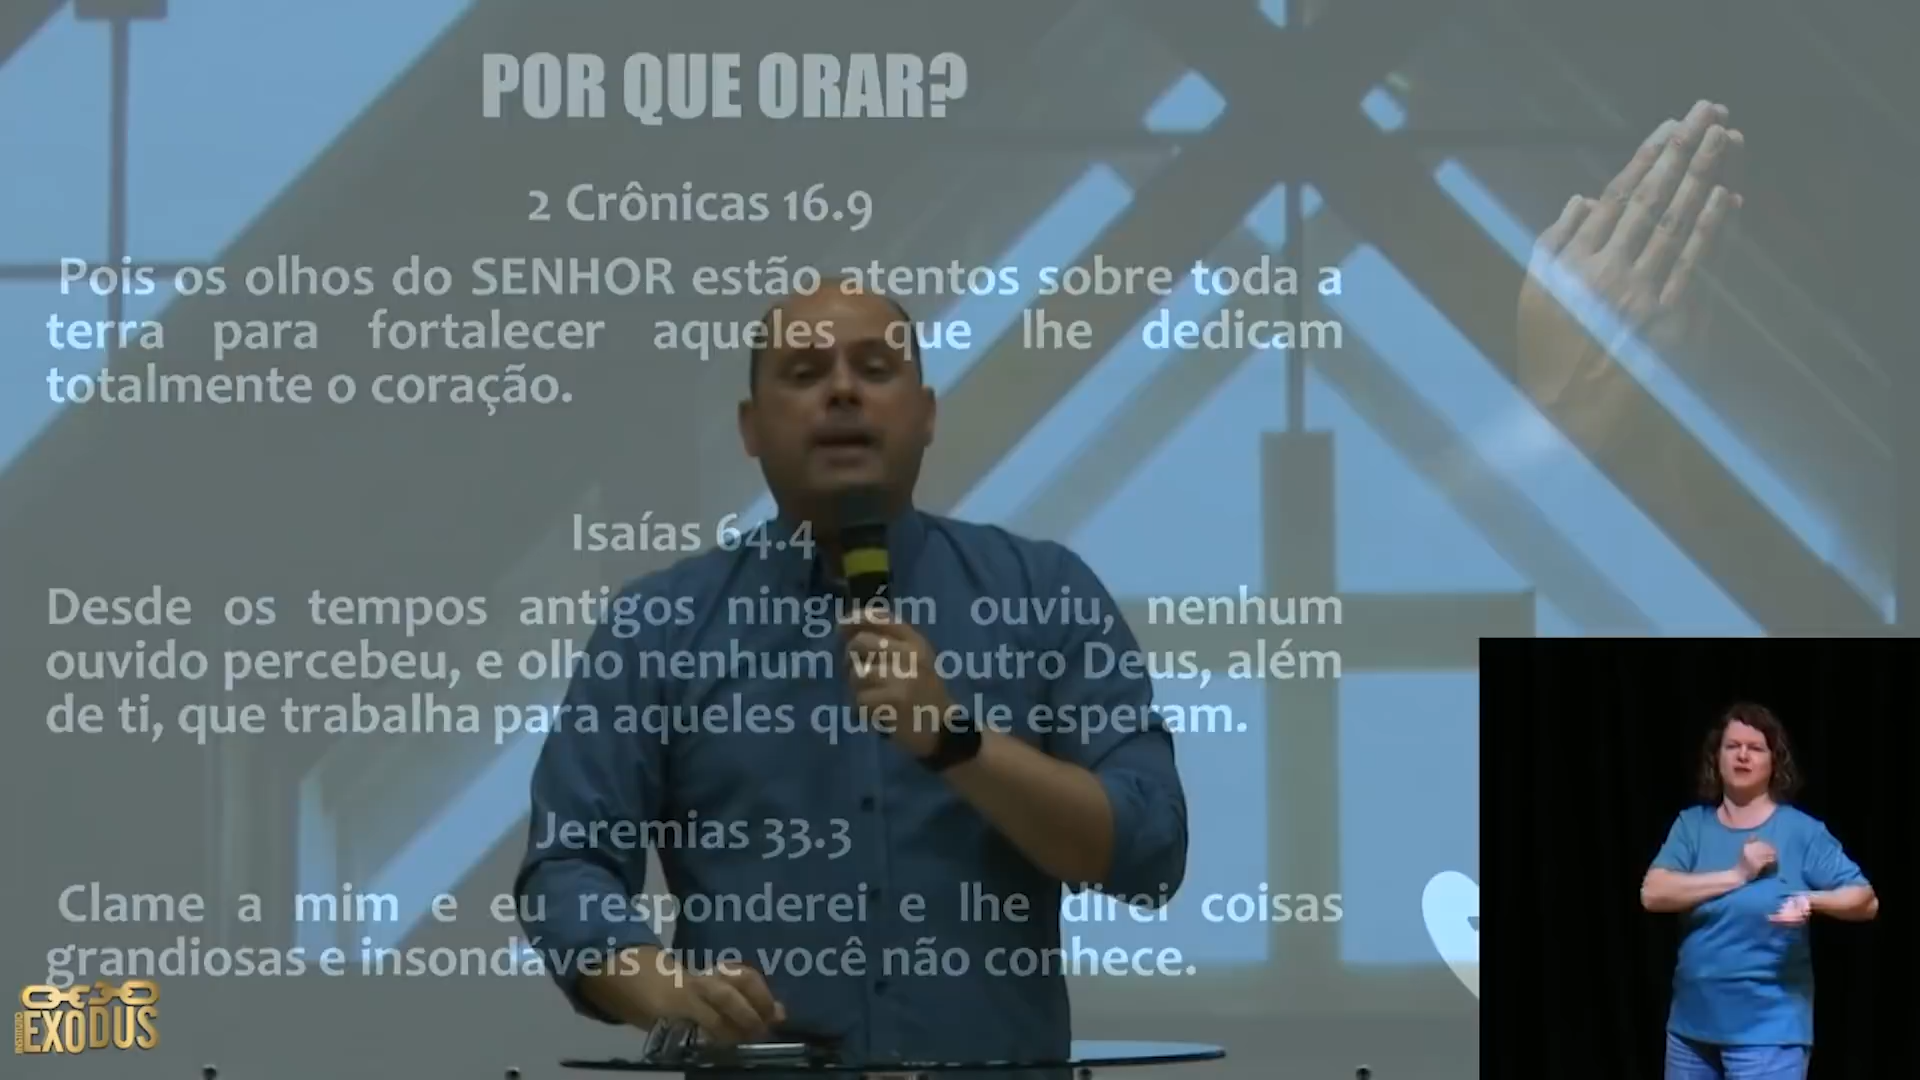 POR QUE ORAR?
2 Crônicas 16.9
Pois os olhos do SENHOR estão atentos sobre toda a
terra para fortalecer aqueles que lhe dedicam
totalmente o coração.
Isaías 64.4
Desde os tempos antigos ninguém ouviu, nenhum
ouvido percebeu, e olho nenhum viu outro Deus, além
de ti, que trabalha para aqueles que nele esperam.
Jeremias 33.3
Clame a mim e eu responderei e lhe direi coisas
grandiosas e insondáveis que você não conhece.
INSTITUTO
EXODUS